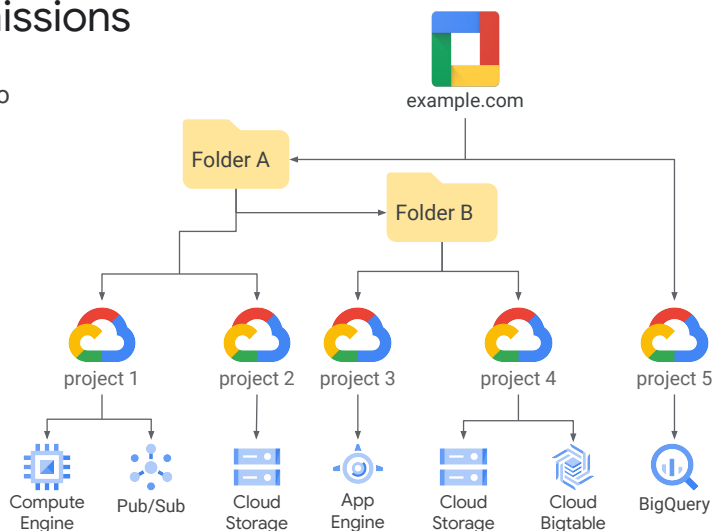 issions
o
example.com
Folder A
Folder B
project 1
project 2
project 3
project 4
project 5
Compute
Engine
Pub/Sub
Cloud
Storage
App
Engine
Cloud
Storage
Cloud
Bigtable
BigQuery